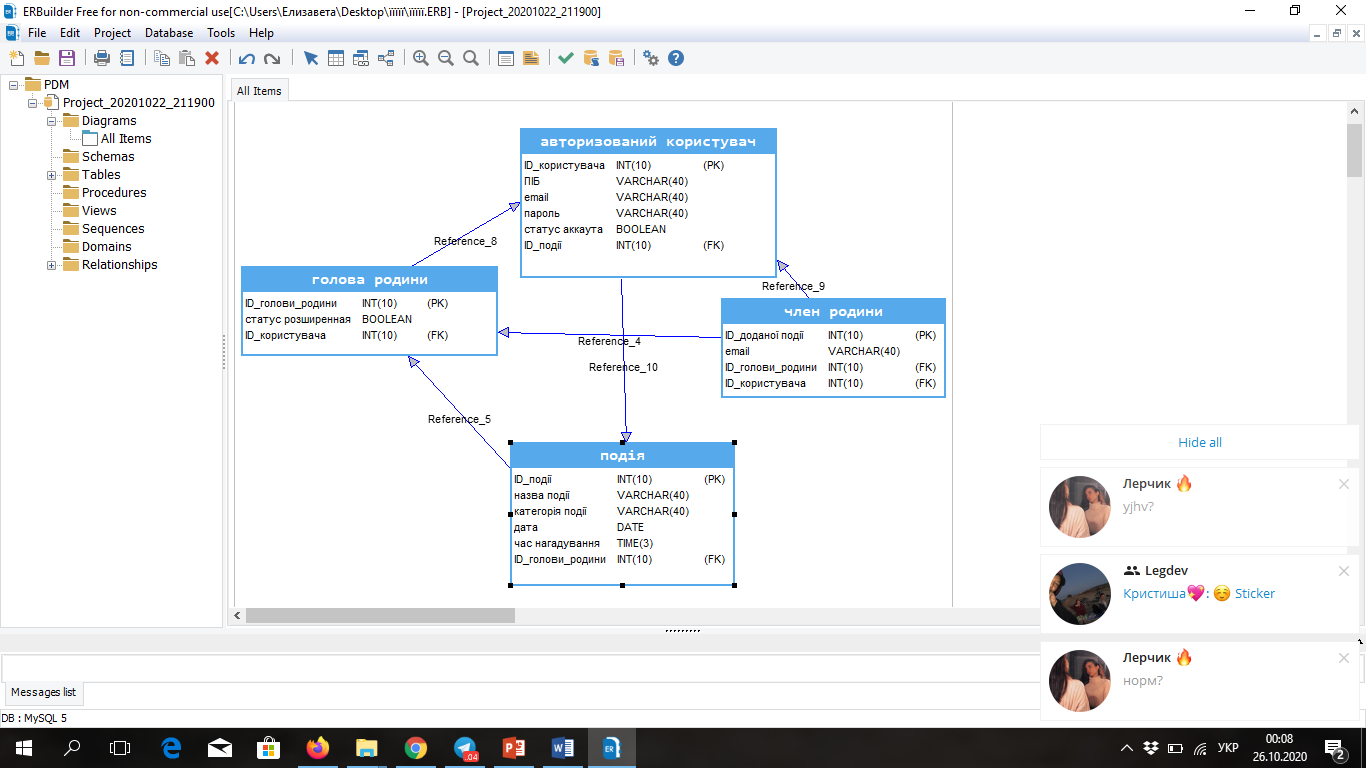 ERBuilder Free for non-commercial use[C:\Users\Елизавета\Desktop\їїїї\їїїїї.ERB] - [Project_20201022_211900]
File Edit Project Database Tools Help
PDM
Project_20201022_211900
Diagrams
All Items
Schemas
Tables
Procedures
Views
Sequences
Domains
Relationships
All Items
авторизований користувач
ID_користувача INT(10) (PK)
ПІБ VARCHAR(40)
email VARCHAR(40)
пароль VARCHAR(40)
статус аккаута BOOLEAN
ID_події INT(10) (FK)
Reference_8
голова родини
ID_голови_родини INT(10) (PK)
статус розширенная BOOLEAN
ID_користувача INT(10) (FK)
Reference_9
член родини
ID_доданої події INT(10) (PK)
email VARCHAR(40)
ID_голови_родини INT(10) (FK)
ID_користувача INT(10) (FK)
Reference_4
Reference_10
Reference_5
подія
ID_події INT(10) (PK)
назва події VARCHAR(40)
категорія події VARCHAR(40)
дата DATE
час нагадування TIME(3)
ID_голови_родини INT(10) (FK)
Hide all
Лерчик 🔥
yjhv?
Legdev
Кристиша💖: ☺️ Sticker
Лерчик 🔥
норм?
Messages list
DB : MySQL 5
.04
УКР
00:08
26.10.2020
2